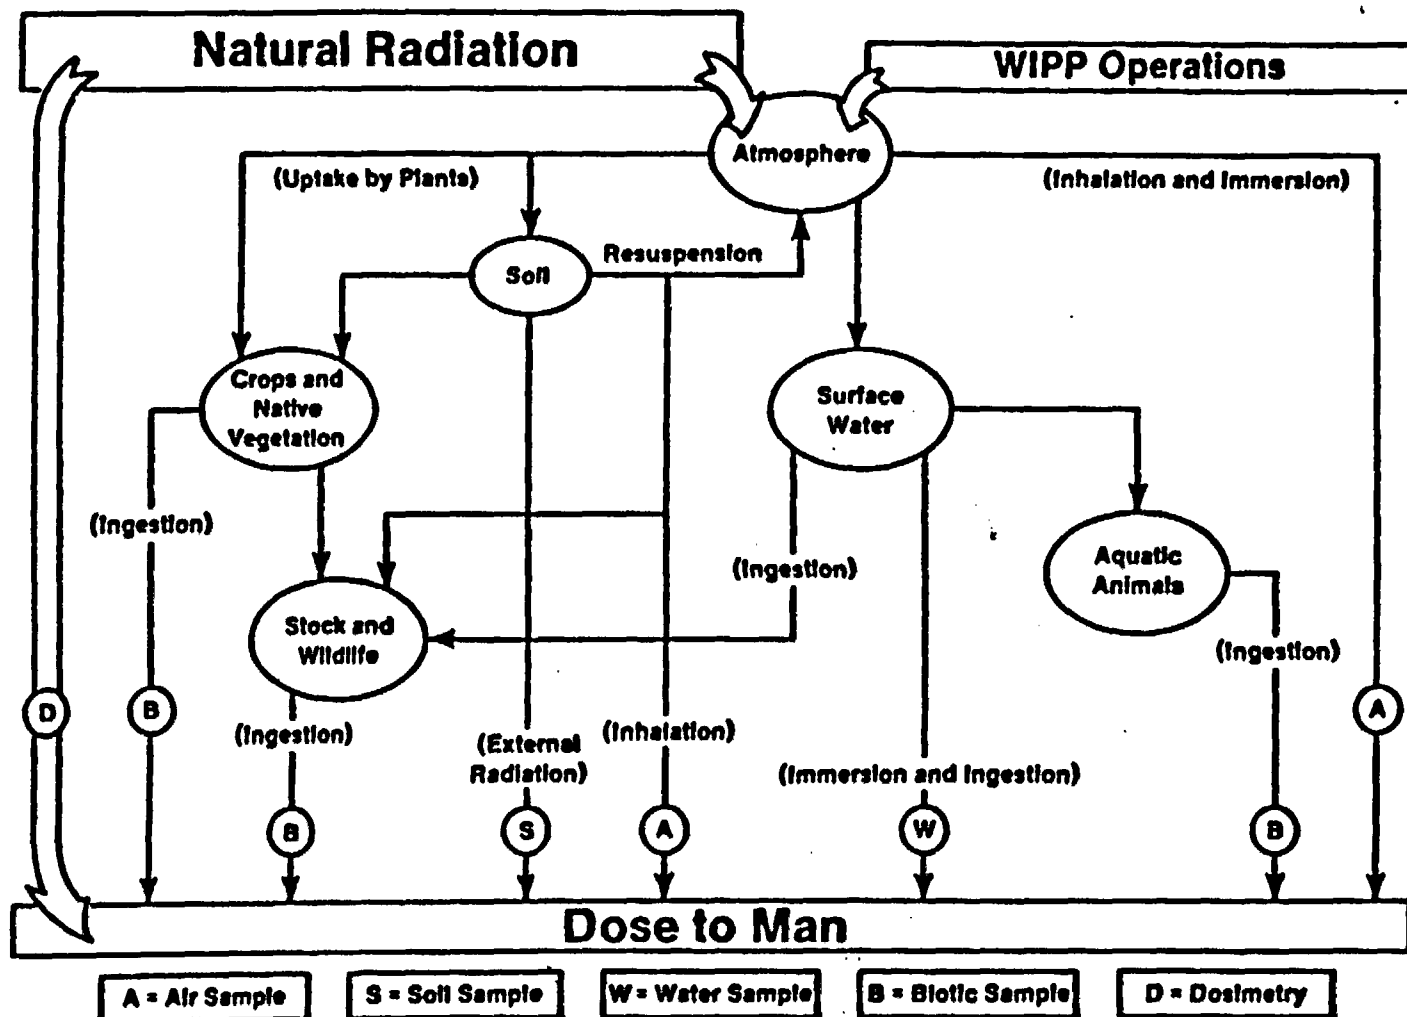 Natural Radiation
WIPP Operations
Atmosphere
(Uptake by Plants)
(Inhalation and Immersion)
Soil
Resuspension
Crops and
Native
Vegetation
Surface
Water
(Ingestion)
(Ingestion)
Aquatic
Animals
Stock and
Wildlife
(Ingestion)
D
B
A
(Ingestion)
(External
Radiation)
(Inhalation)
(Immersion and Ingestion)
B
S
A
W
B
Dose to Man
A = Air Sample
S = Soil Sample
W = Water Sample
B = Biotic Sample
D = Dosimetry